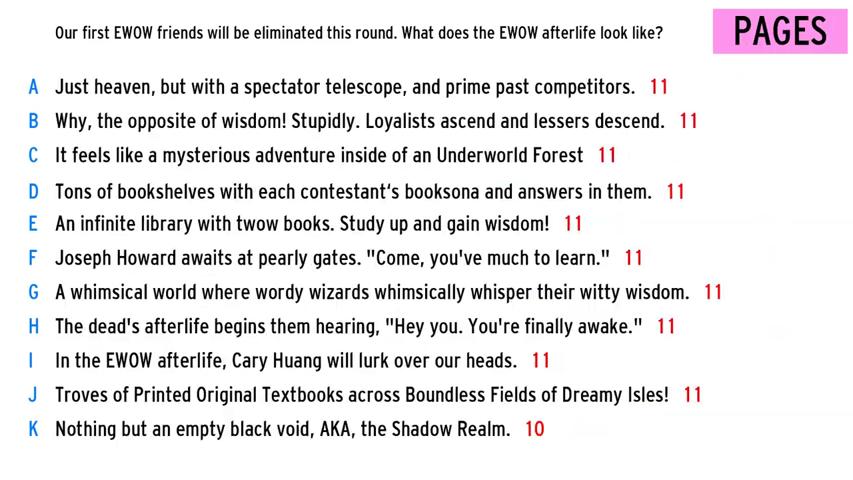 Our first EWOW friends will be eliminated this round. What does the EWOW afterlife look like?
PAGES
A Just heaven, but with a spectator telescope, and prime past competitors. 11
B Why, the opposite of wisdom! Stupidly. Loyalists ascend and lessers descend. 11
C It feels like a mysterious adventure inside of an Underworld Forest 11
D Tons of bookshelves with each contestant's booksona and answers in them. 11
E An infinite library with twow books. Study up and gain wisdom! 11
F Joseph Howard awaits at pearly gates. "Come, you've much to learn." 11
G A whimsical world where wordy wizards whimsically whisper their witty wisdom. 11
H The dead's afterlife begins them hearing, "Hey you. You're finally awake." 11
I In the EWOW afterlife, Cary Huang will lurk over our heads. 11
J Troves of Printed Original Textbooks across Boundless Fields of Dreamy Isles! 11
K Nothing but an empty black void, AKA, the Shadow Realm. 10